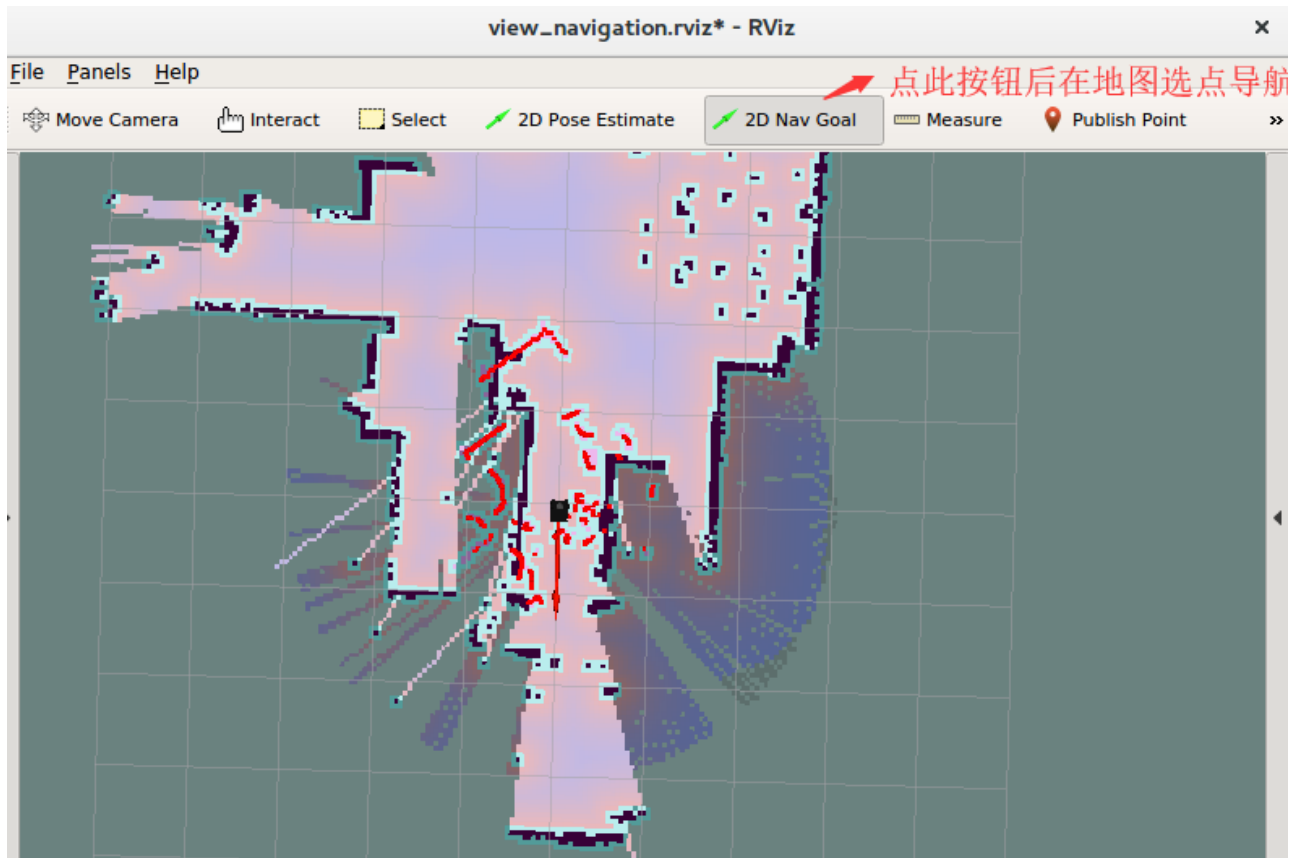 view_navigation.rviz* - RViz ×
File Panels Help
点此按钮后在地图选点导航
Move Camera Interact Select 2D Pose Estimate 2D Nav Goal Measure Publish Point »